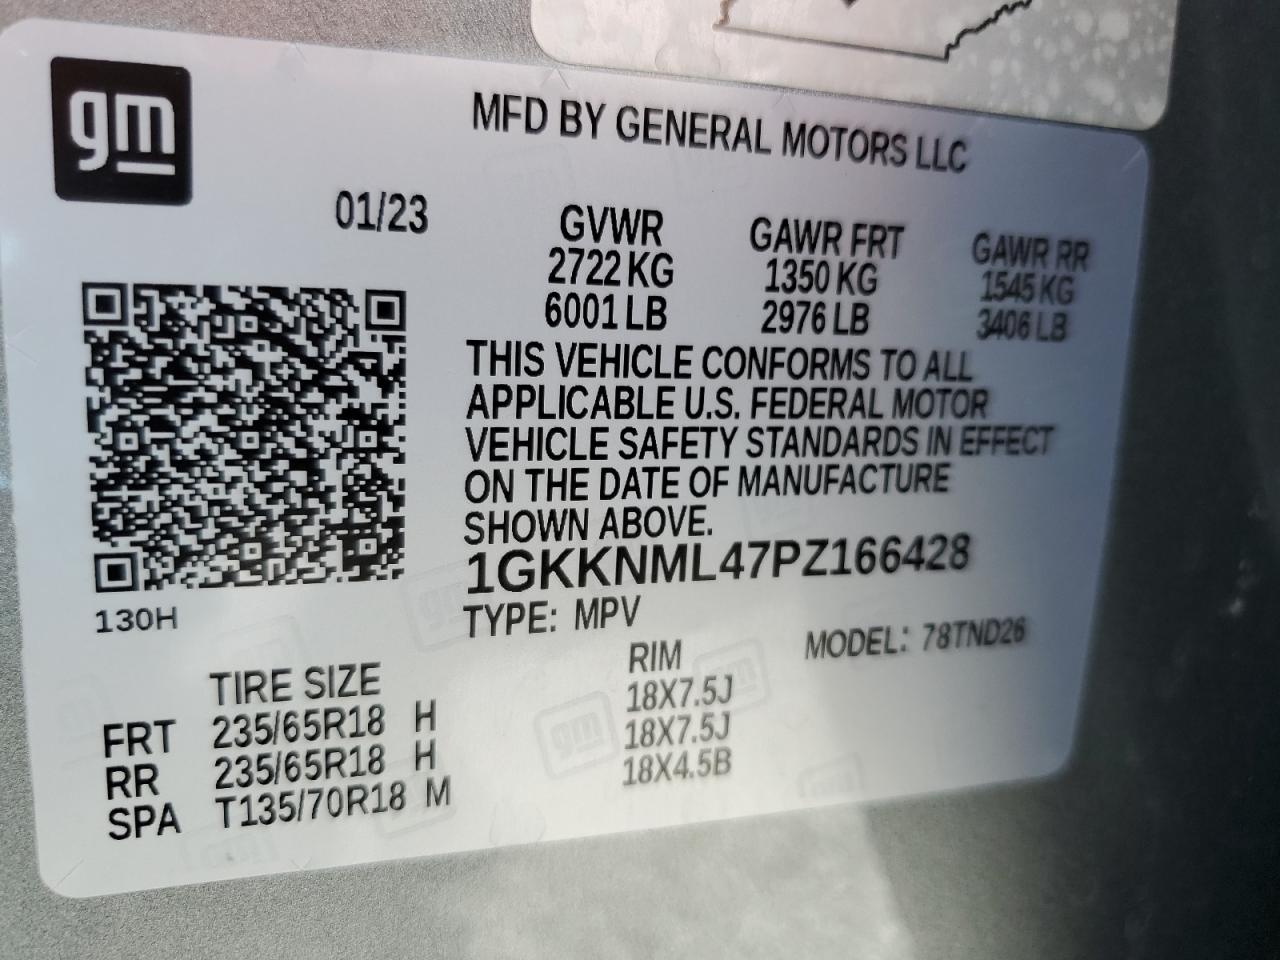 gm
MFD BY GENERAL MOTORS LLC
01/23
GVWR GAWR FRT GAWR RR
2722 KG 1350 KG 1545 KG
6001 LB 2976 LB 3406 LB
THIS VEHICLE CONFORMS TO ALL
APPLICABLE U.S. FEDERAL MOTOR
VEHICLE SAFETY STANDARDS IN EFFECT
ON THE DATE OF MANUFACTURE
SHOWN ABOVE.
1GKKNML47PZ166428
130H
TYPE: MPV
MODEL: 78TND26
TIRE SIZE RIM
FRT 235/65R18 H 18X7.5J
RR 235/65R18 H 18X7.5J
SPA T135/70R18 M 18X4.5B